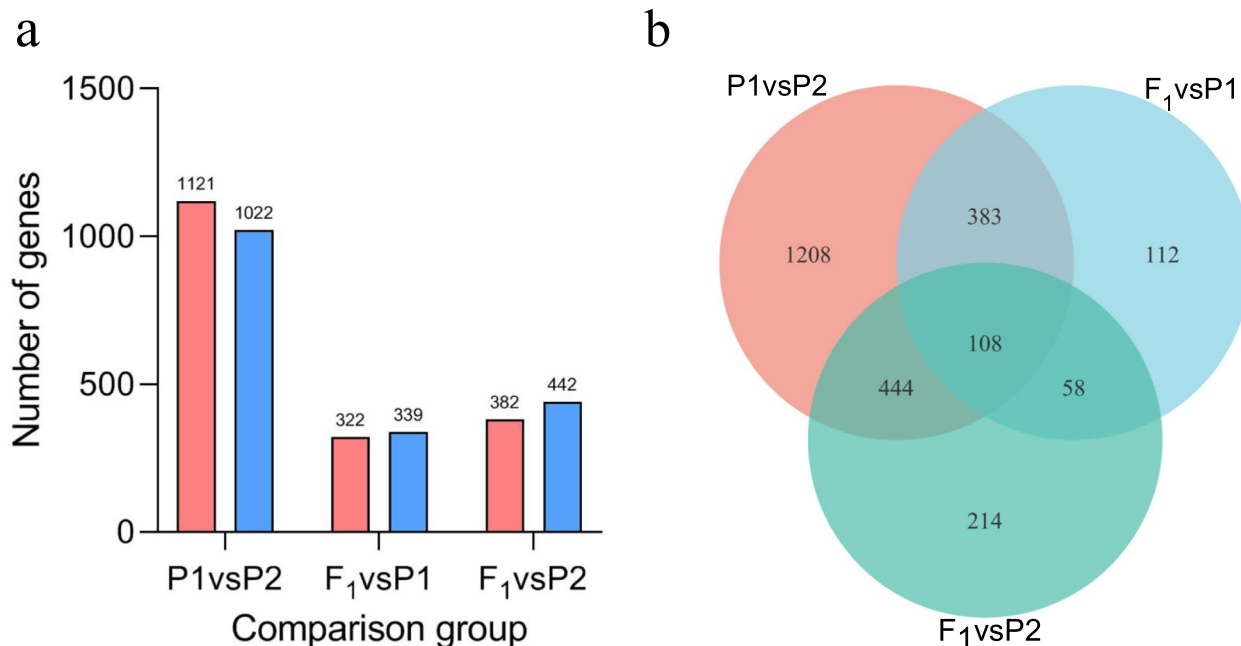 a
Number of genes
1500
1000
500
0
1121
1022
322
339
382
442
P1vsP2
F₁vsP1
F₁vsP2
Comparison group
b
P1vsP2
F₁vsP1
383
1208
112
108
444
58
214
F₁vsP2